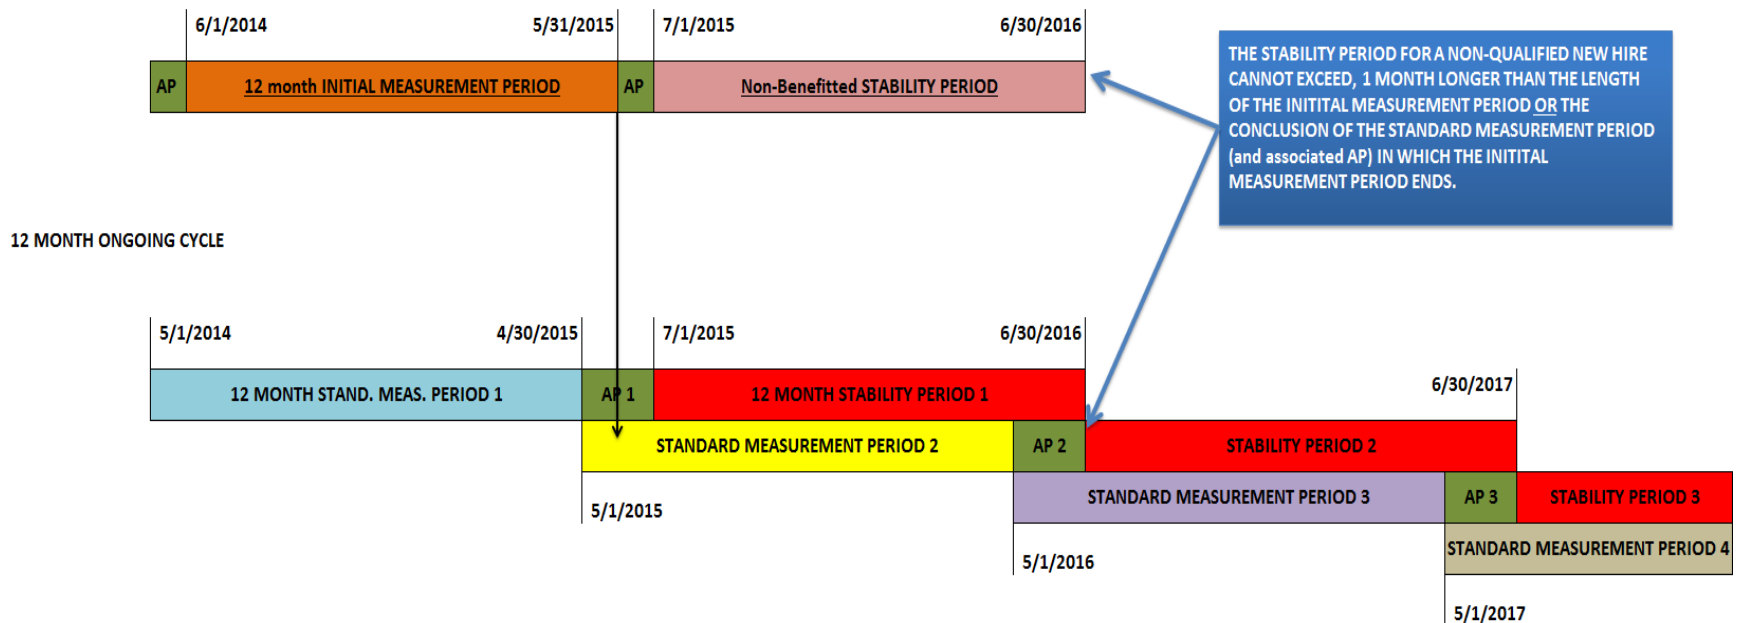 6/1/2014 5/31/2015 7/1/2015 6/30/2016
AP 12 month INITIAL MEASUREMENT PERIOD AP Non-Benefitted STABILITY PERIOD
THE STABILITY PERIOD FOR A NON-QUALIFIED NEW HIRE
CANNOT EXCEED, 1 MONTH LONGER THAN THE LENGTH
OF THE INITITAL MEASUREMENT PERIOD OR THE
CONCLUSION OF THE STANDARD MEASUREMENT PERIOD
(and associated AP) IN WHICH THE INITITAL
MEASUREMENT PERIOD ENDS.
12 MONTH ONGOING CYCLE
5/1/2014 4/30/2015 7/1/2015 6/30/2016
12 MONTH STAND. MEAS. PERIOD 1 AP 1 12 MONTH STABILITY PERIOD 1
6/30/2017
STANDARD MEASUREMENT PERIOD 2 AP 2 STABILITY PERIOD 2
STANDARD MEASUREMENT PERIOD 3 AP 3 STABILITY PERIOD 3
5/1/2015
STANDARD MEASUREMENT PERIOD 4
5/1/2016
5/1/2017